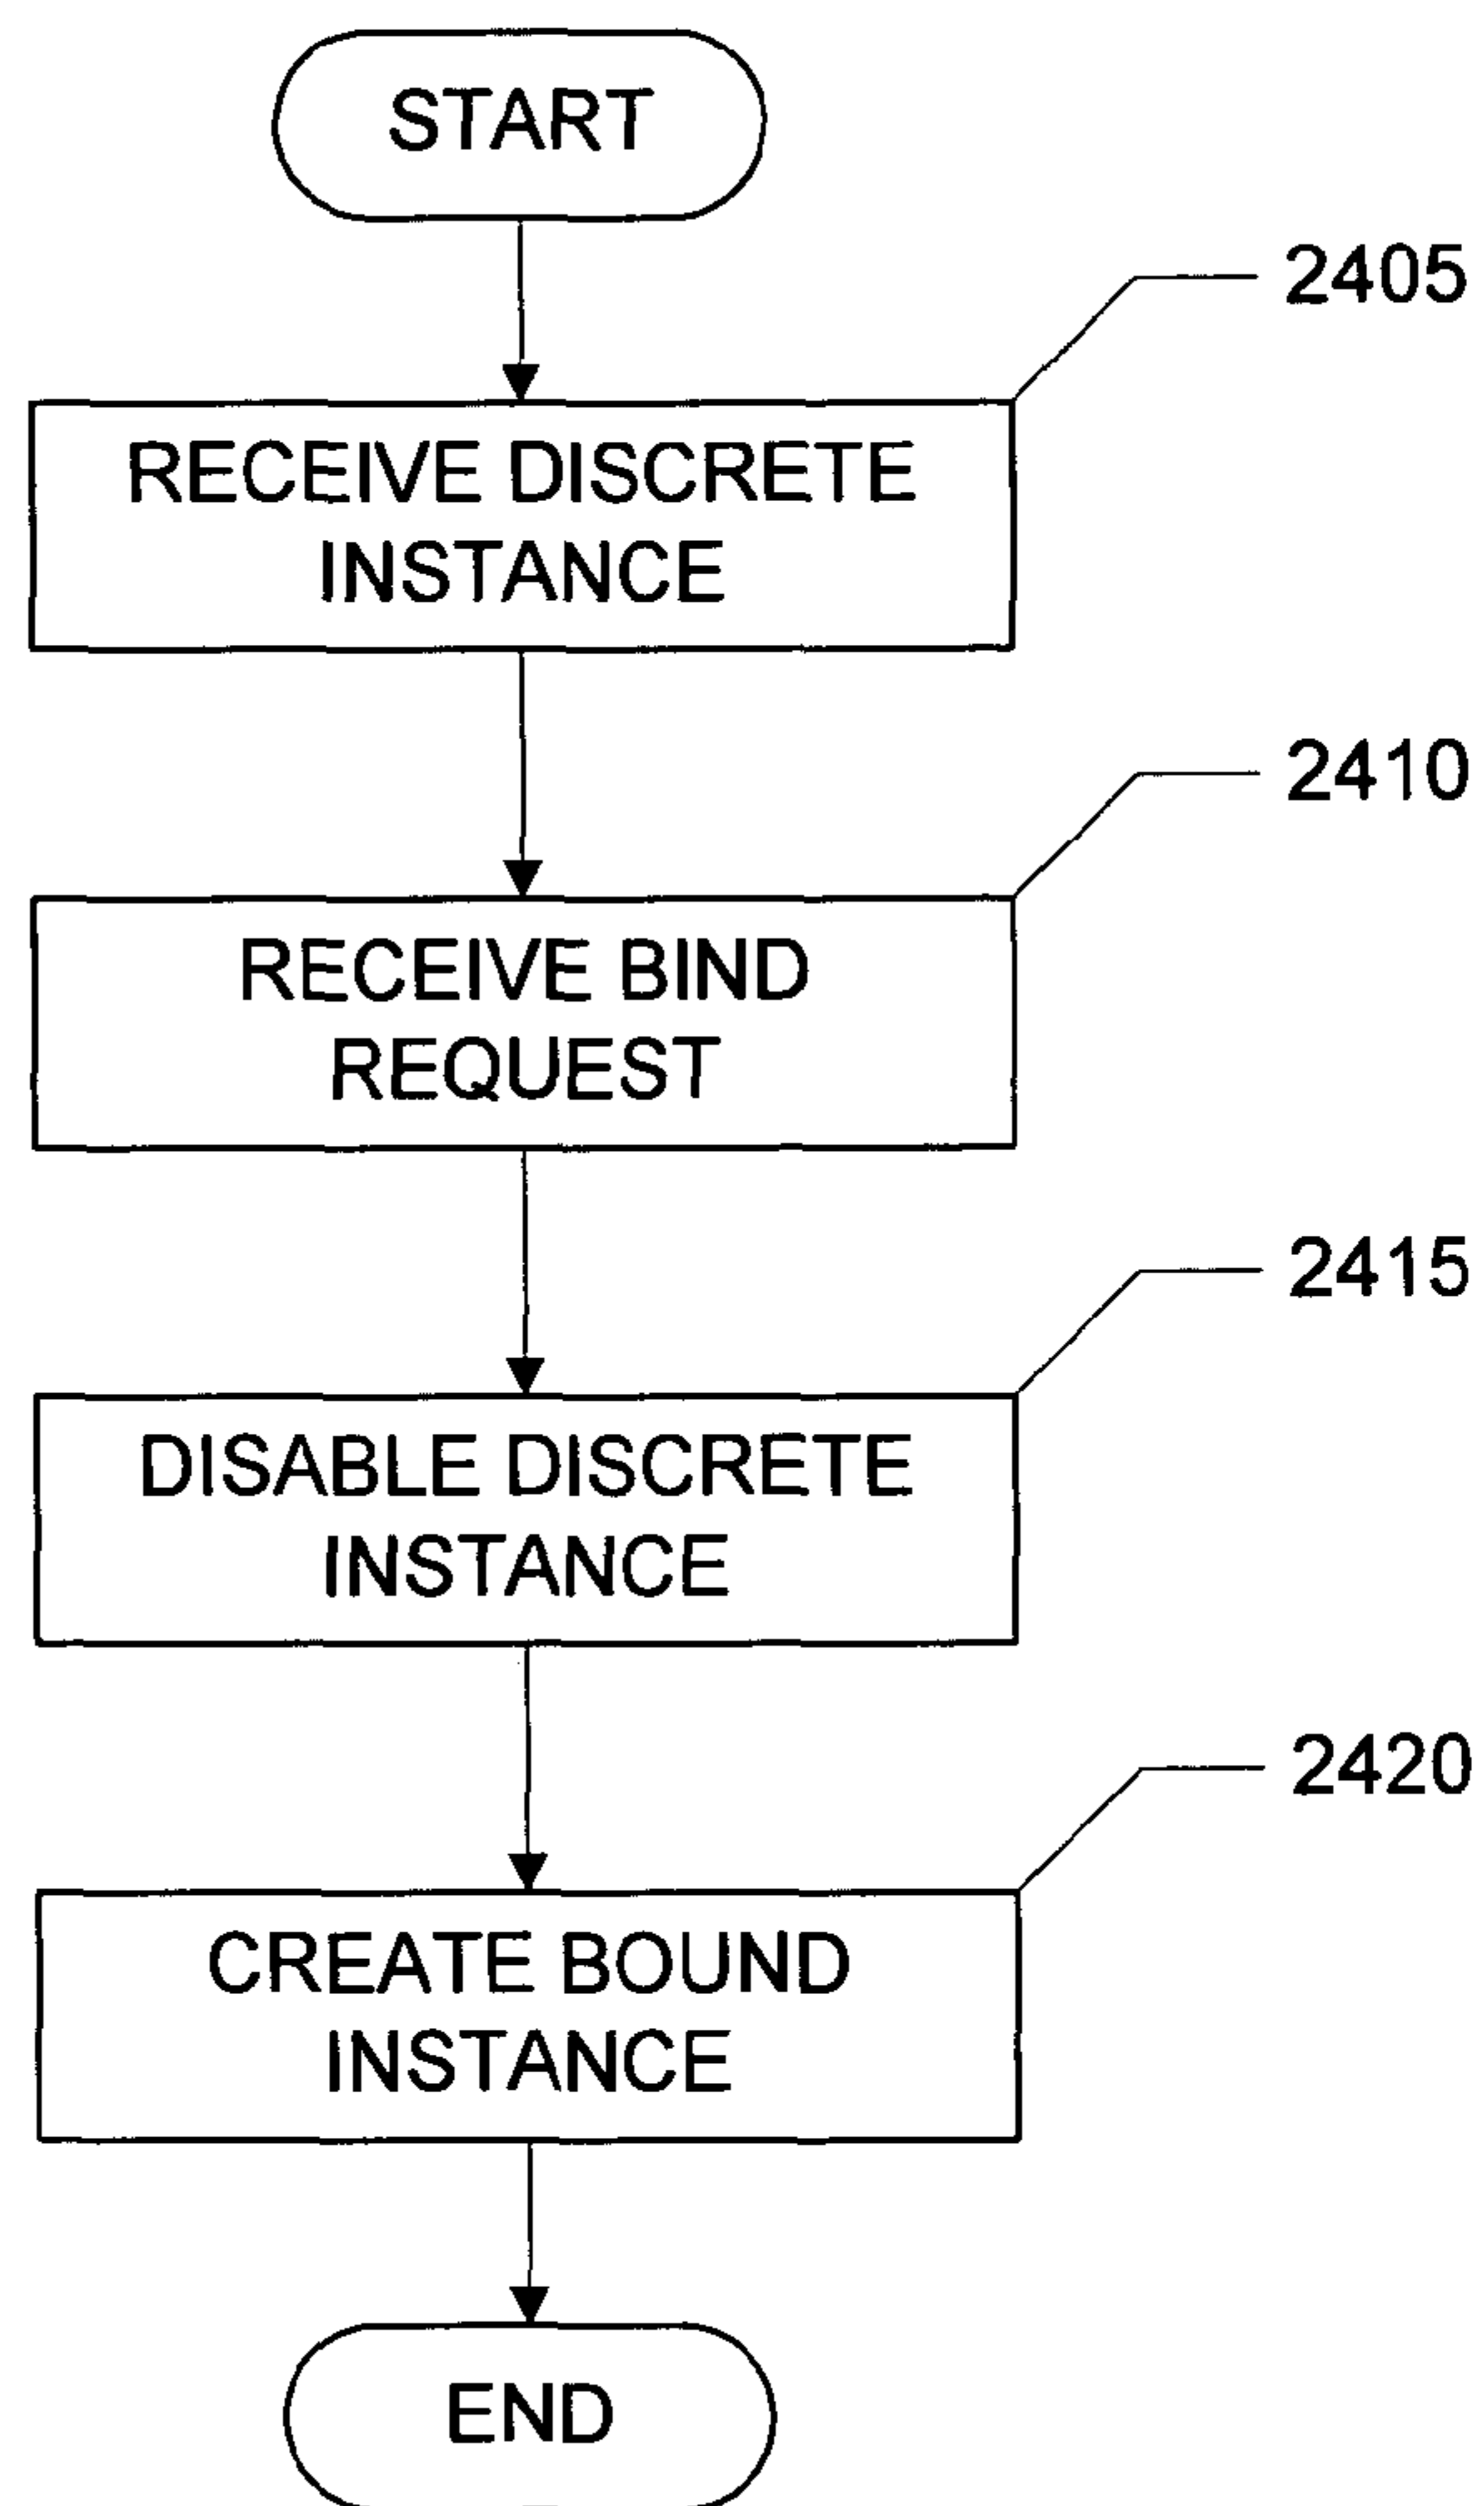 START
2405
RECEIVE DISCRETE
INSTANCE
2410
RECEIVE BIND
REQUEST
2415
DISABLE DISCRETE
INSTANCE
2420
CREATE BOUND
INSTANCE
END